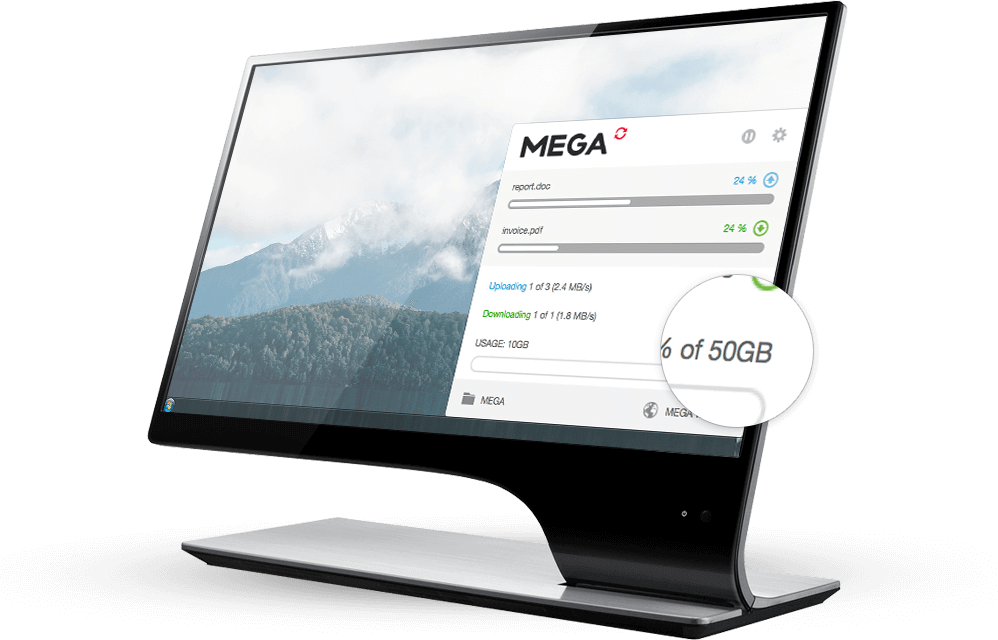 MEGA
report.doc 24 %
invoice.pdf 24 %
Uploading 1 of 3 (2.4 MB/s)
Downloading 1 of 1 (1.8 MB/s)
USAGE: 10GB
% of 50GB
MEGA
MEGA